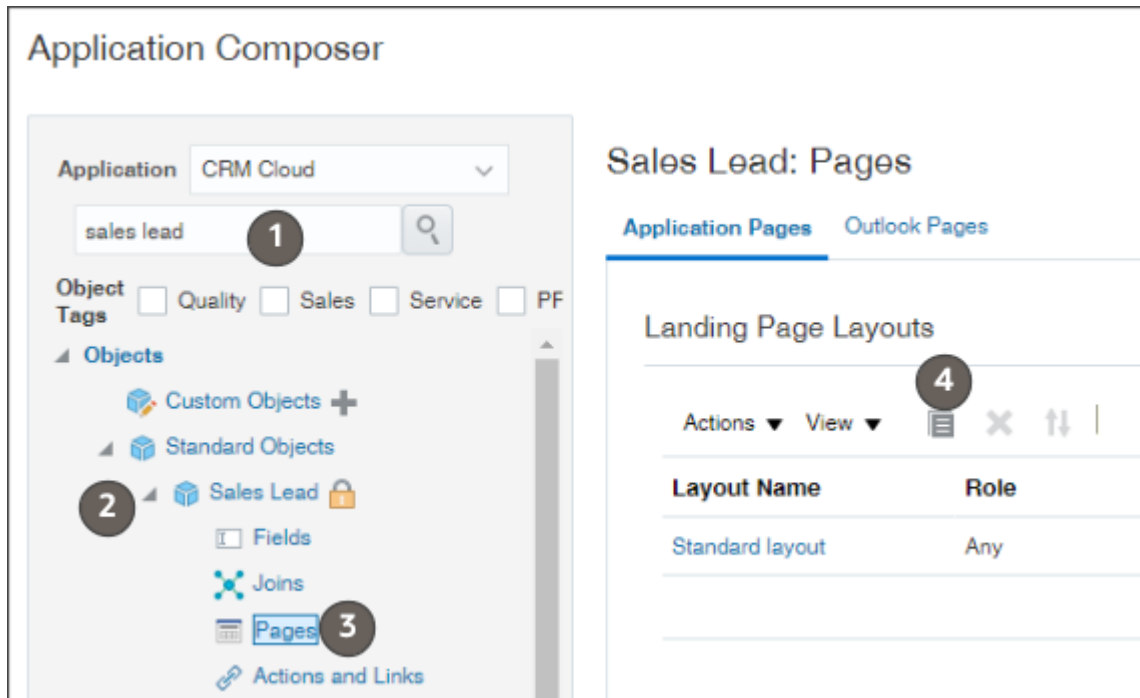 Application Composer
Application CRM Cloud
sales lead 1
Object Tags Quality Sales Service PF
Objects
Custom Objects
Standard Objects
2 Sales Lead
Fields
Joins
Pages 3
Actions and Links
Sales Lead: Pages
Application Pages Outlook Pages
Landing Page Layouts
4
Actions View
Layout Name Role
Standard layout Any